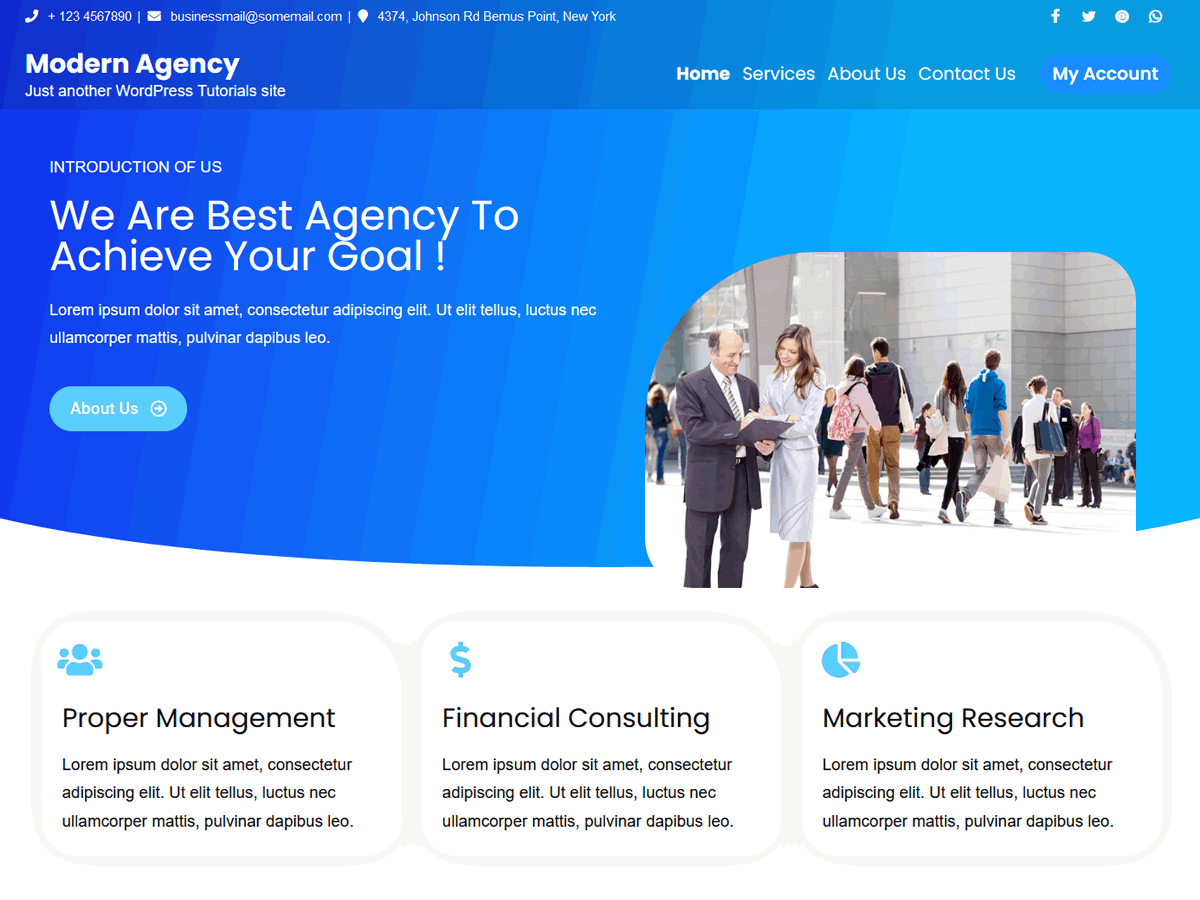 + 123 4567890 | businessmail@somemail.com | 4374, Johnson Rd Bemus Point, New York
Modern Agency
Just another WordPress Tutorials site
Home Services About Us Contact Us My Account
INTRODUCTION OF US
We Are Best Agency To
Achieve Your Goal !
Lorem ipsum dolor sit amet, consectetur adipiscing elit. Ut elit tellus, luctus nec
ullamcorper mattis, pulvinar dapibus leo.
About Us
Proper Management
Lorem ipsum dolor sit amet, consectetur
adipiscing elit. Ut elit tellus, luctus nec
ullamcorper mattis, pulvinar dapibus leo.
Financial Consulting
Lorem ipsum dolor sit amet, consectetur
adipiscing elit. Ut elit tellus, luctus nec
ullamcorper mattis, pulvinar dapibus leo.
Marketing Research
Lorem ipsum dolor sit amet, consectetur
adipiscing elit. Ut elit tellus, luctus nec
ullamcorper mattis, pulvinar dapibus leo.